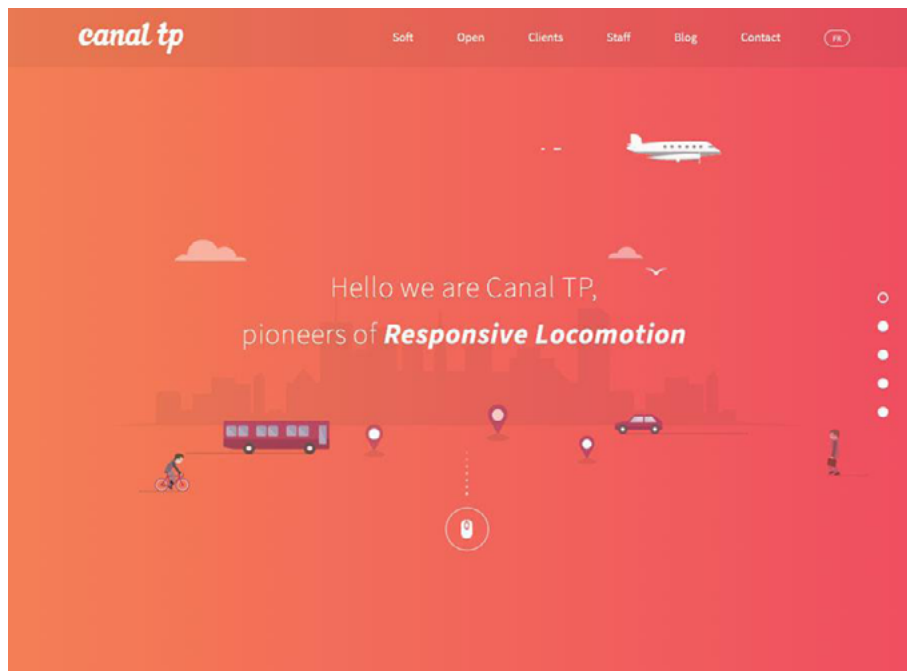 canal tp
Soft Open Clients Staff Blog Contact FR
Hello we are Canal TP,
pioneers of Responsive Locomotion